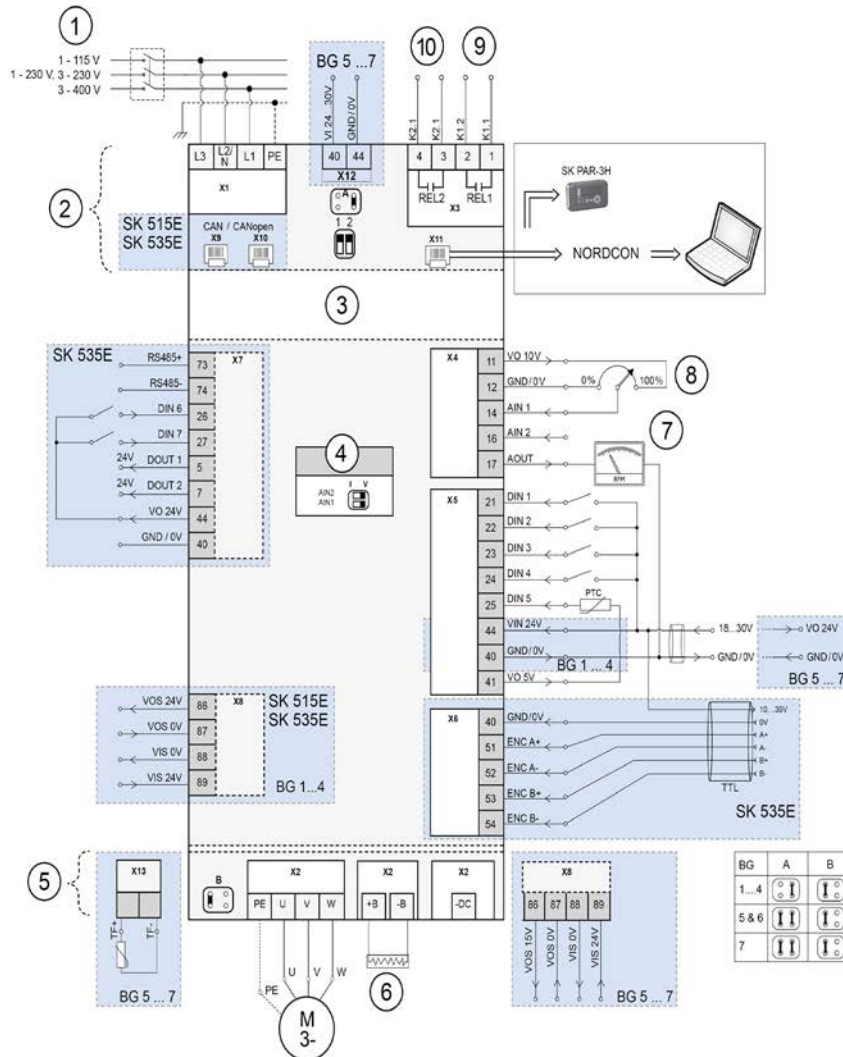 1
1 - 115 V
1 - 230 V, 3 - 230 V
3 - 400 V
BG 5 ...7
VI 24...30V
GND/0V
10
9
K2.1
K2.1
K1.2
K1.1
2
L3
L2/
N
L1
PE
X1
40
44
X12
A
1 2
4
3
2
1
REL2
REL1
X3
SK 515E
SK 535E
CAN / CANopen
X9
X10
X11
SK PAR-3H
NORDCON
3
SK 535E
X7
RS485+
73
RS485-
74
DIN 6
26
DIN 7
27
24V
DOUT 1
5
24V
DOUT 2
7
VO 24V
44
GND / 0V
40
4
I V
AIN2
AIN1
X4
11
VO 10V
12
GND/0V
0%
100%
8
14
AIN 1
16
AIN 2
17
AOUT
7
RPM
X5
21
DIN 1
22
DIN 2
23
DIN 3
24
DIN 4
25
DIN 5
PTC
44
VIN 24V
18...30V
VO 24V
40
GND/0V
BG 1 ... 4
GND/0V
GND/0V
BG 5 ... 7
41
VO 5V
X8
SK 515E
SK 535E
VOS 24V
86
VOS 0V
87
VIS 0V
88
VIS 24V
89
BG 1...4
X6
40
GND/0V
10...30V
0V
51
ENC A+
A+
52
ENC A-
A-
53
ENC B+
B+
54
ENC B-
B-
TTL
SK 535E
5
X13
TF+
TF-
BG 5 ... 7
B
X2
PE
U
V
W
X2
+B
-B
X2
-DC
X8
86
87
88
89
VOS 15V
VOS 0V
VIS 0V
VIS 24V
BG 5 ... 7
U
V
W
PE
M
3~
6
BG
A
B
1....4
5 & 6
7